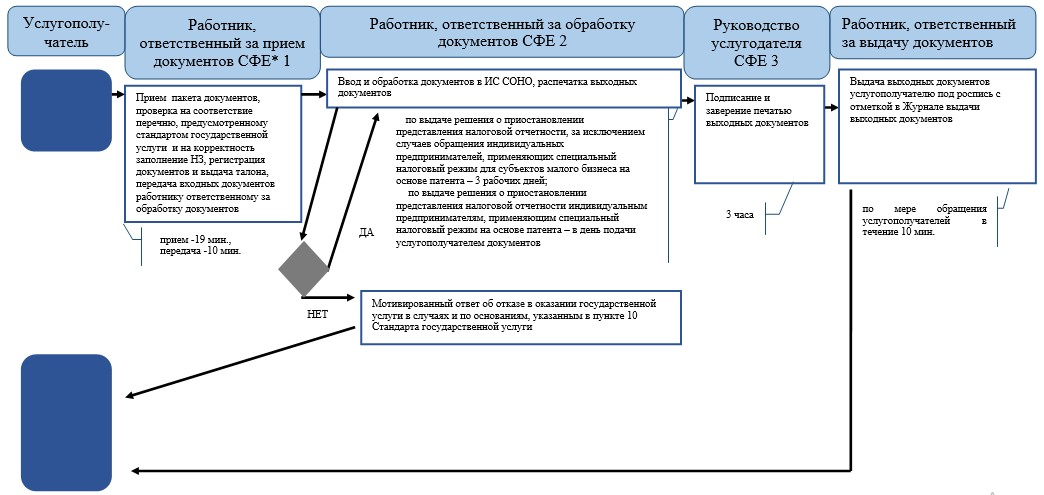 Услугополу-
чатель
Работник,
ответственный за прием
документов СФЕ* 1
Работник, ответственный за обработку
документов СФЕ 2
Руководство
услугодателя
СФЕ 3
Работник, ответственный
за выдачу документов
Прием пакета документов,
проверка на соответствие
перечню, предусмотренному
стандартом государственной
услуги и на корректность
заполнение НЗ, регистрация
документов и выдача талона,
передача входных документов
работнику ответственному за
обработку документов
прием -19 мин.,
передача -10 мин.
Ввод и обработка документов в ИС СОНО, распечатка выходных
документов
по выдаче решения о приостановлении
представления налоговой отчетности, за исключением
случаев обращения индивидуальных
предпринимателей, применяющих специальный
налоговый режим для субъектов малого бизнеса на
основе патента – 3 рабочих дней;
по выдаче решения о приостановлении
представления налоговой отчетности индивидуальным
предпринимателям, применяющим специальный
налоговый режим на основе патента – в день подачи
услугополучателем документов
ДА
НЕТ
Мотивированный ответ об отказе в оказании государственной
услуги в случаях и по основаниям, указанным в пункте 10
Стандарта государственной услуги
Подписание и
заверение печатью
выходных документов
3 часа
Выдача выходных документов
услугополучателю под роспись с
отметкой в Журнале выдачи
выходных документов
по мере обращения
услугополучателей в
течение 10 мин.